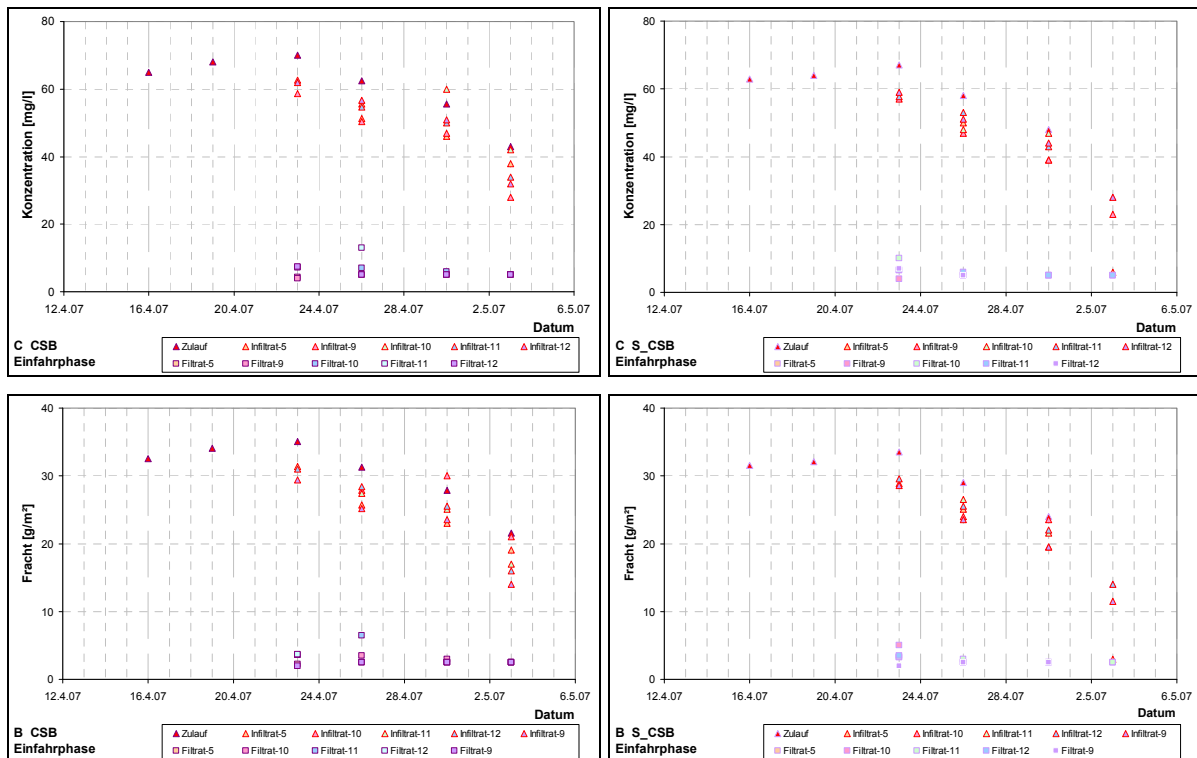 80
60
40
20
0
Konzentration [mg/l]
12.4.07 16.4.07 20.4.07 24.4.07 28.4.07 2.5.07 6.5.07
Datum
C CSB
Einfahrphase
Zulauf Infiltrat-5 Infiltrat-9 Infiltrat-10 Infiltrat-11 Infiltrat-12
Filtrat-5 Filtrat-9 Filtrat-10 Filtrat-11 Filtrat-12
80
60
40
20
0
Konzentration [mg/l]
12.4.07 16.4.07 20.4.07 24.4.07 28.4.07 2.5.07 6.5.07
Datum
C S_CSB
Einfahrphase
Zulauf Infiltrat-5 Infiltrat-9 Infiltrat-10 Infiltrat-11 Infiltrat-12
Filtrat-5 Filtrat-9 Filtrat-10 Filtrat-11 Filtrat-12
40
30
20
10
0
Fracht [g/m²]
12.4.07 16.4.07 20.4.07 24.4.07 28.4.07 2.5.07 6.5.07
Datum
B CSB
Einfahrphase
Zulauf Infiltrat-5 Infiltrat-10 Infiltrat-11 Infiltrat-12 Infiltrat-9
Filtrat-5 Filtrat-10 Filtrat-11 Filtrat-12 Filtrat-9
40
30
20
10
0
Fracht [g/m²]
12.4.07 16.4.07 20.4.07 24.4.07 28.4.07 2.5.07 6.5.07
Datum
B S_CSB
Einfahrphase
Zulauf Infiltrat-5 Infiltrat-10 Infiltrat-11 Infiltrat-12 Infiltrat-9
Filtrat-5 Filtrat-10 Filtrat-11 Filtrat-12 Filtrat-9